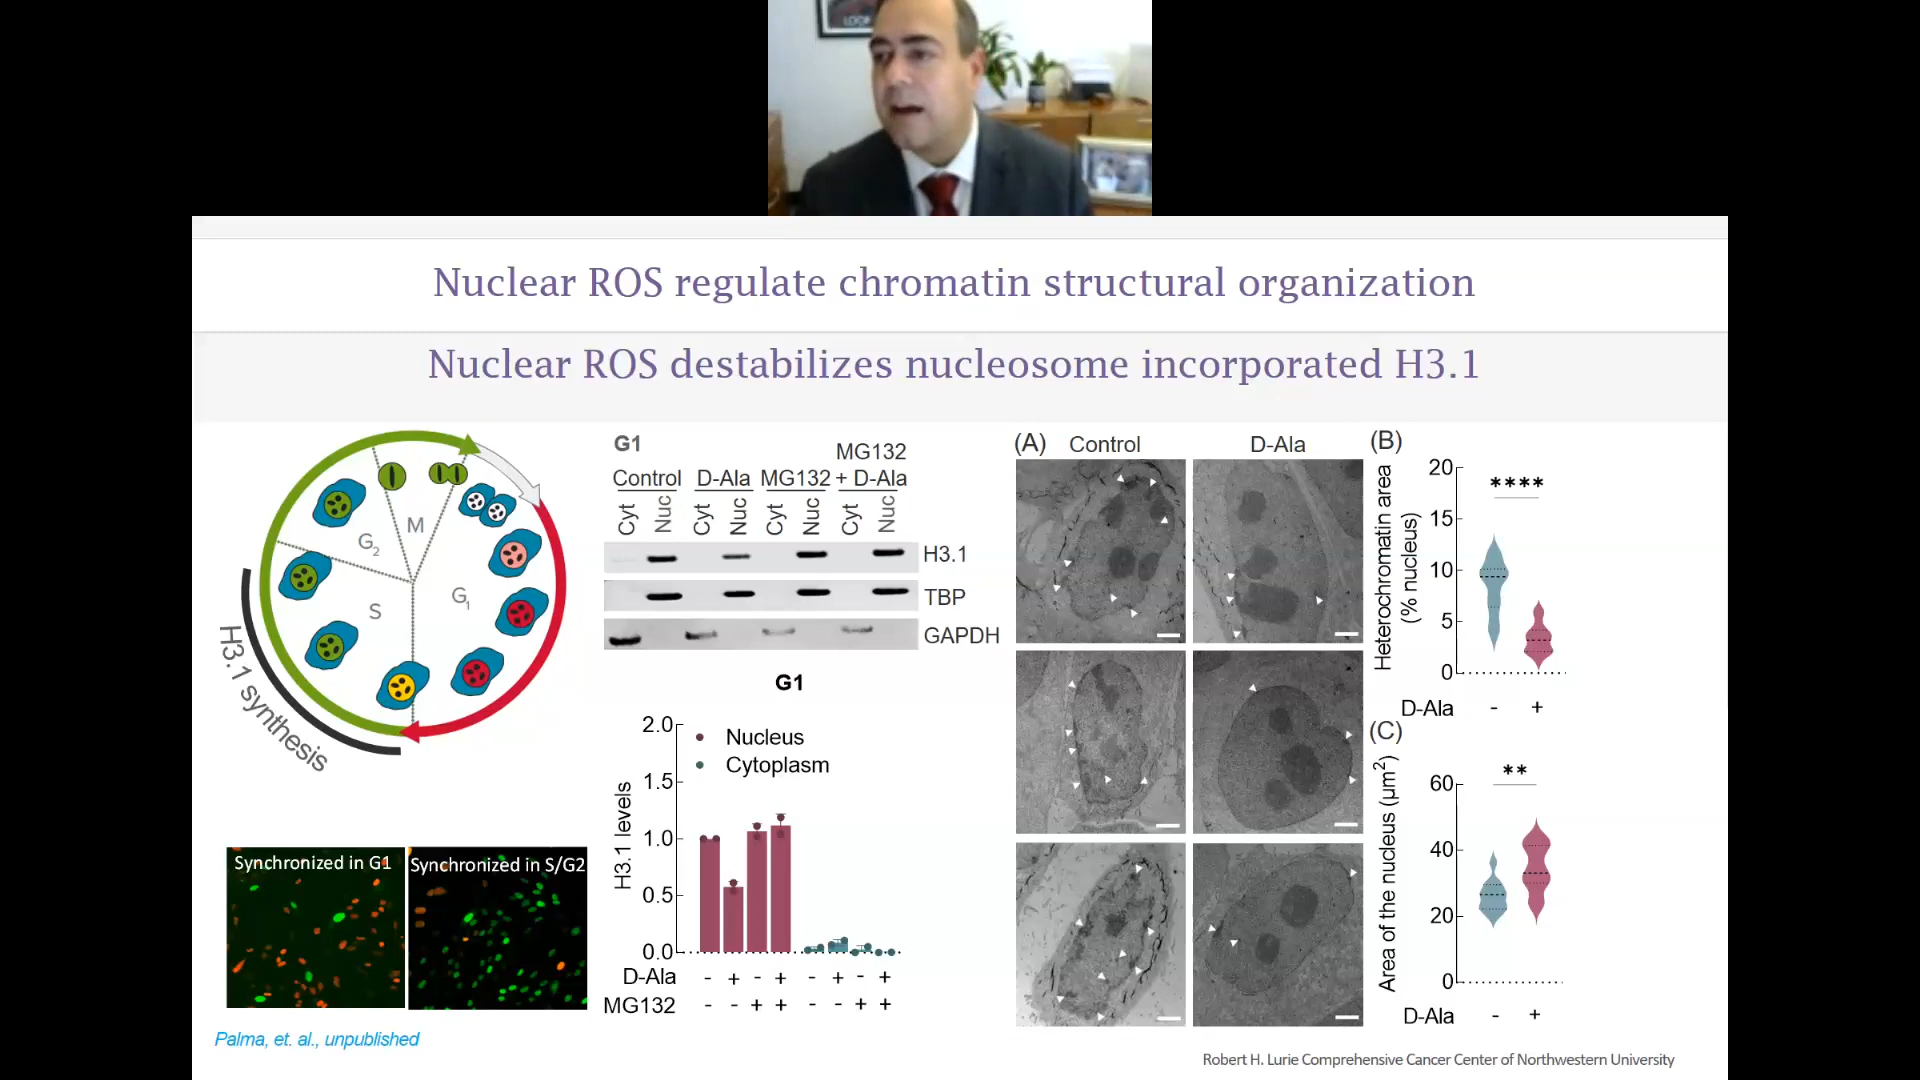 LOOP
Nuclear ROS regulate chromatin structural organization
Nuclear ROS destabilizes nucleosome incorporated H3.1
M
G2
G1
S
H3.1 synthesis
Synchronized in G1
Synchronized in S/G2
Palma, et. al., unpublished
G1
MG132
Control D-Ala MG132 + D-Ala
Cyt Nuc Cyt Nuc Cyt Nuc Cyt Nuc
H3.1
TBP
GAPDH
G1
2.0
1.5
1.0
0.5
0.0
H3.1 levels
Nucleus
Cytoplasm
D-Ala - + - + - + - +
MG132 - - + + - - + +
(A) Control D-Ala
(B)
Heterochromatin area
(% nucleus)
20
15
10
5
0
****
D-Ala - +
(C)
Area of the nucleus (µm2)
60
40
20
0
**
D-Ala - +
Robert H. Lurie Comprehensive Cancer Center of Northwestern University